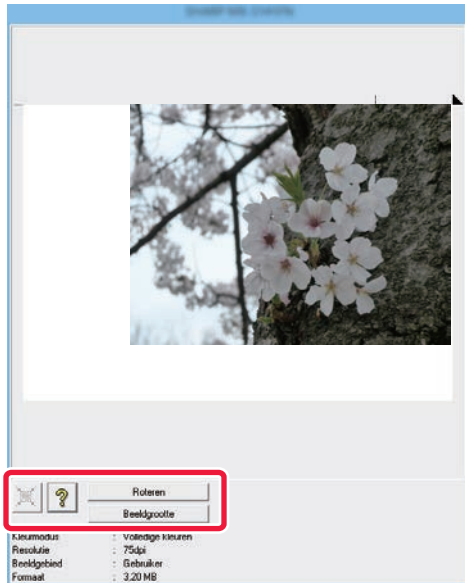 ?
Roteren
Beeldgrootte
Kleurmodus : Volledige kleuren
Resolutie : 75dpi
Beeldgebied : Gebruiker
Formaat : 3,20 MB